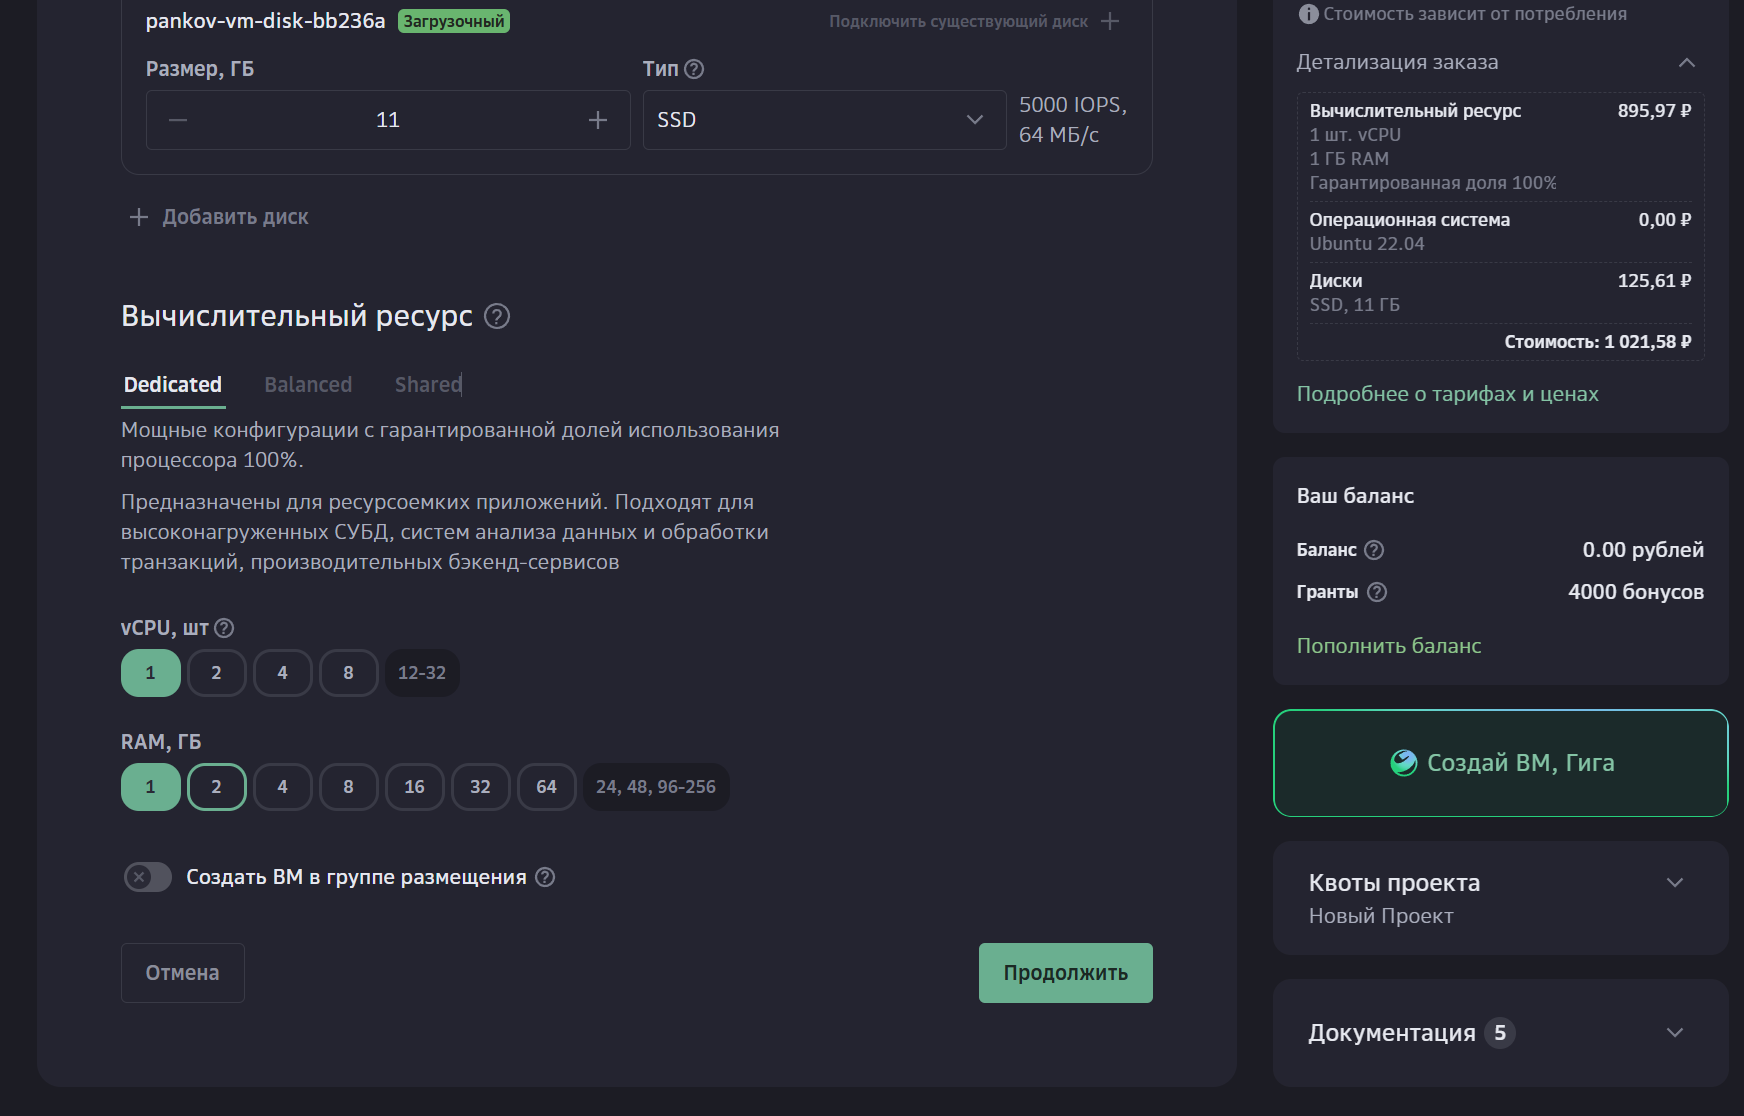 pankov-vm-disk-bb236a
Загрузочный
Подключить существующий диск
Размер, ГБ
Тип
11
SSD
5000 IOPS,
64 МБ/с
Добавить диск
Вычислительный ресурс
Dedicated
Balanced
Shared
Мощные конфигурации с гарантированной долей использования
процессора 100%.
Предназначены для ресурсоемких приложений. Подходят для
высоконагруженных СУБД, систем анализа данных и обработки
транзакций, производительных бэкенд-сервисов
vCPU, шт
1
2
4
8
12-32
RAM, ГБ
1
2
4
8
16
32
64
24, 48, 96-256
Создать ВМ в группе размещения
Отмена
Продолжить
Стоимость зависит от потребления
Детализация заказа
Вычислительный ресурс 895,97 ₽
1 шт. vCPU
1 ГБ RAM
Гарантированная доля 100%
Операционная система 0,00 ₽
Ubuntu 22.04
Диски 125,61 ₽
SSD, 11 ГБ
Стоимость: 1 021,58 ₽
Подробнее о тарифах и ценах
Ваш баланс
Баланс 0.00 рублей
Гранты 4000 бонусов
Пополнить баланс
Создай ВМ, Гига
Квоты проекта
Новый Проект
Документация 5